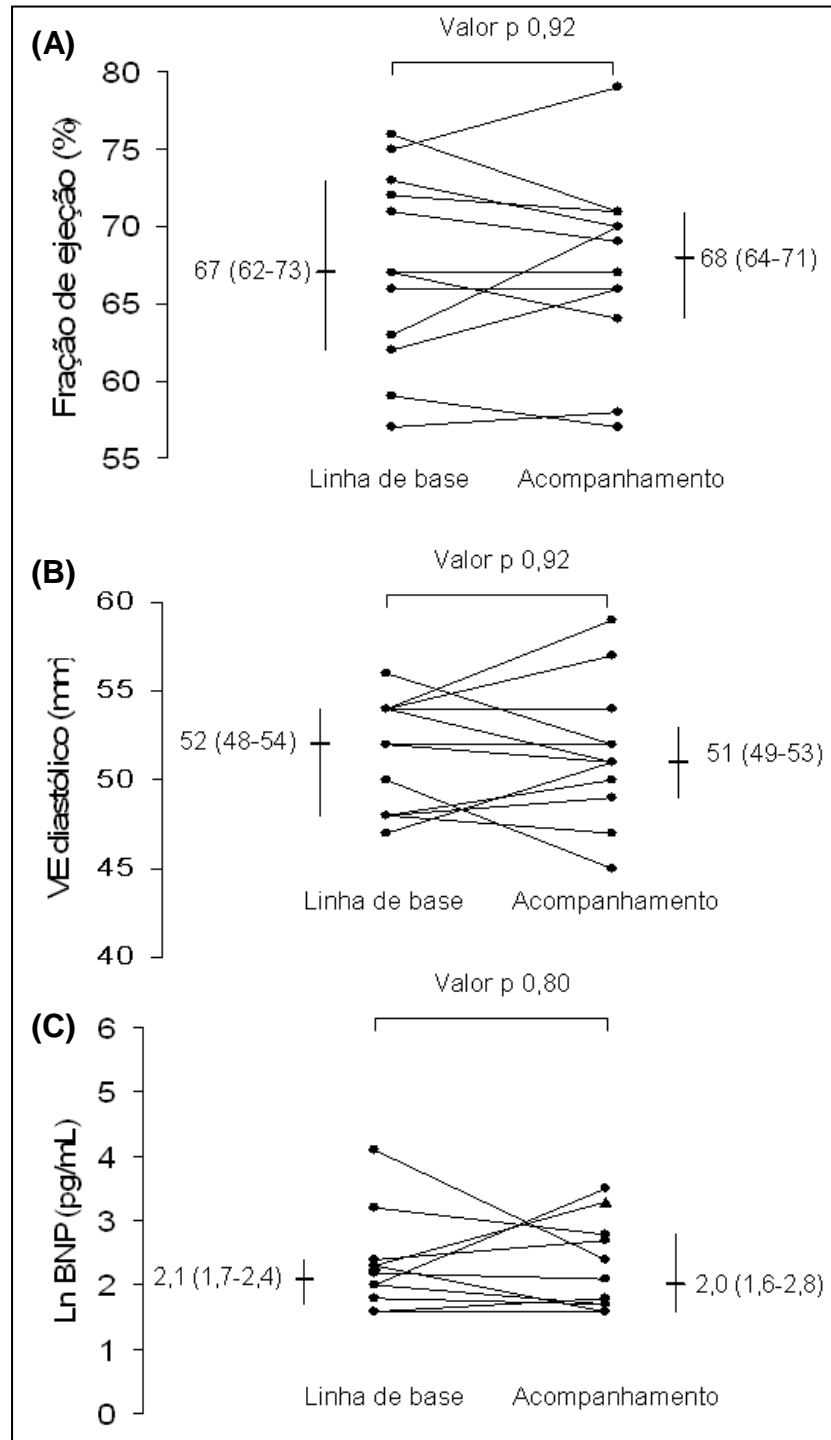 (A)
Valor p 0,92
Fração de ejeção (%)
80
75
70
65
60
55
67 (62-73)
68 (64-71)
Linha de base Acompanhamento
(B)
Valor p 0,92
VE diastólico (mm)
60
55
50
45
40
52 (48-54)
51 (49-53)
Linha de base Acompanhamento
(C)
Valor p 0,80
Ln BNP (pg/mL)
6
5
4
3
2
1
0
2,1 (1,7-2,4)
2,0 (1,6-2,8)
Linha de base Acompanhamento